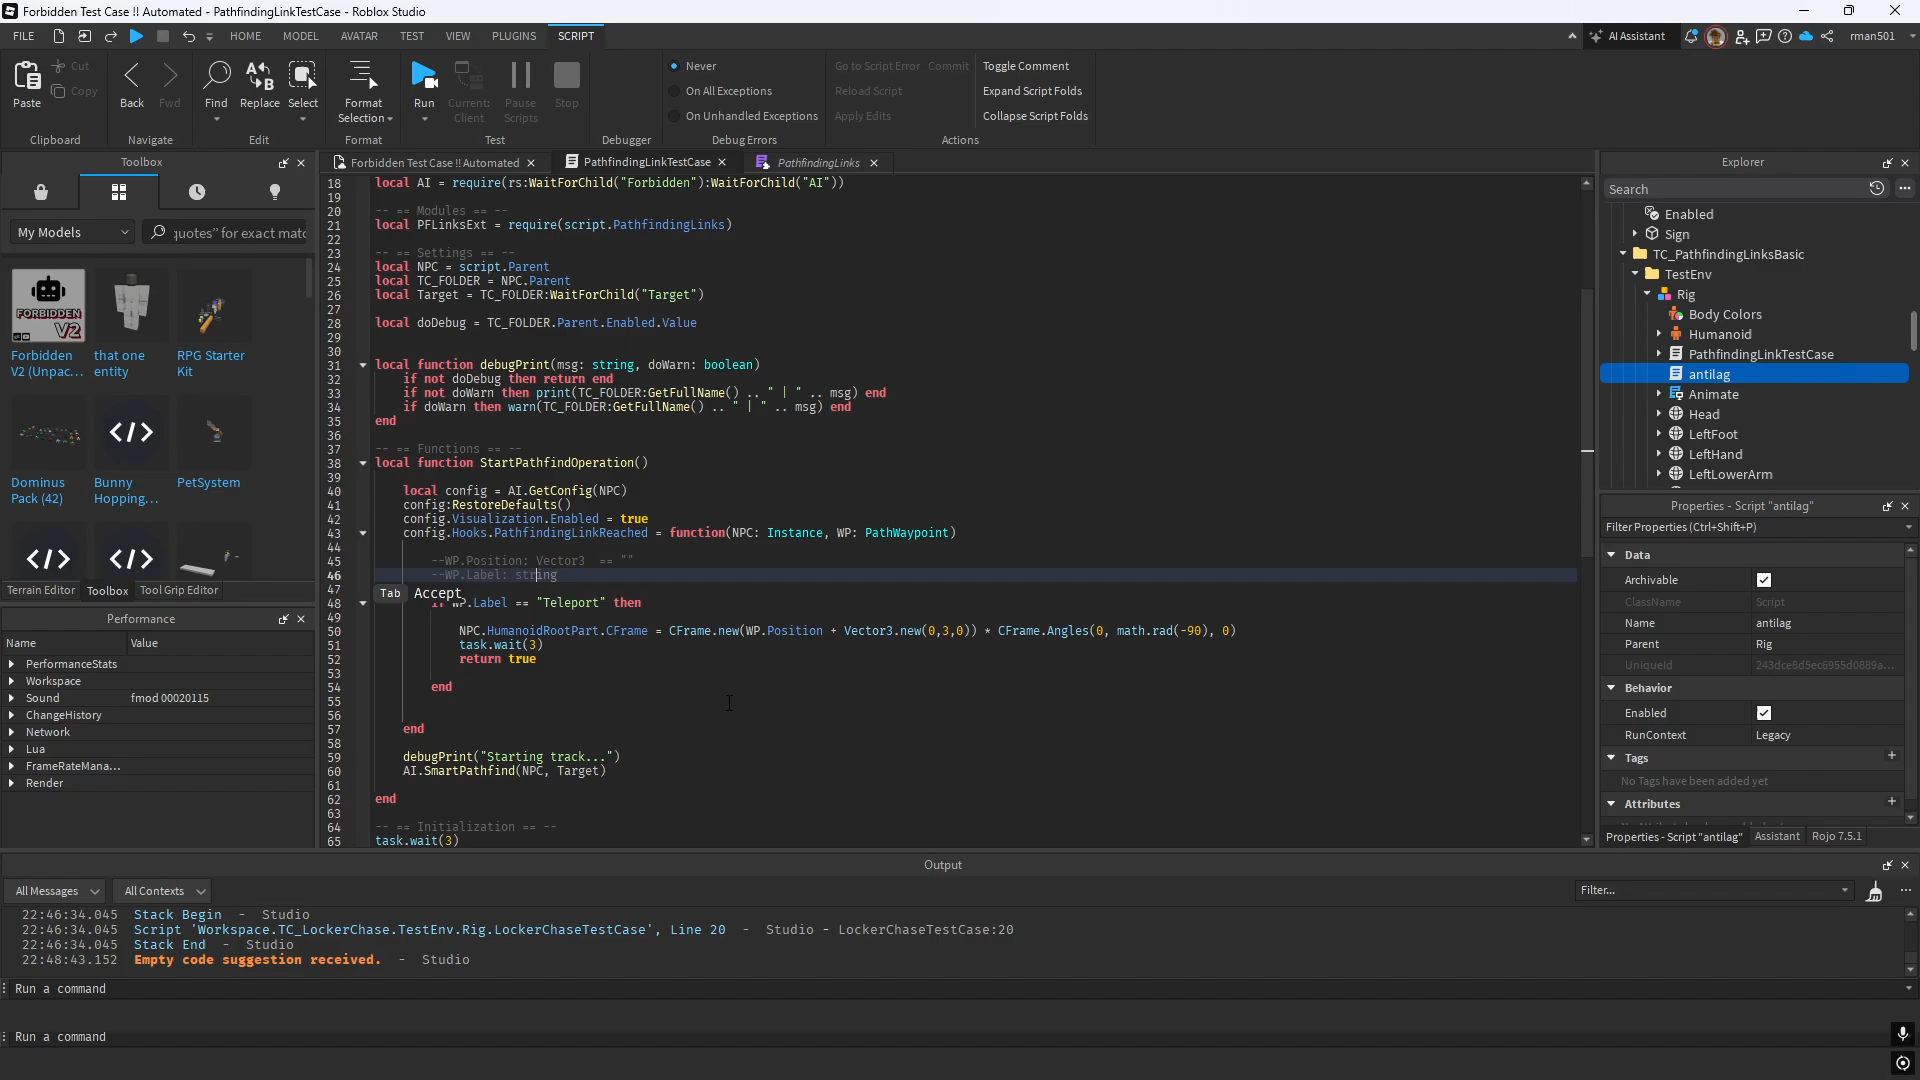 Forbidden Test Case !! Automated - PathfindingLinkTestCase - Roblox Studio
FILE
HOME
MODEL
AVATAR
TEST
VIEW
PLUGINS
SCRIPT
AI Assistant
rman501
Paste
Cut
Copy
Clipboard
Back
Fwd
Navigate
Find
Replace
Select
Edit
Format
Selection
Format
Run
Current:
Client
Pause
Scripts
Stop
Test
Debugger
Never
On All Exceptions
On Unhandled Exceptions
Debug Errors
Go to Script Error
Commit
Reload Script
Apply Edits
Toggle Comment
Expand Script Folds
Collapse Script Folds
Actions
Toolbox
My Models
quotes" for exact matc
FORBIDDEN
V2
Forbidden
V2 (Unpac...
that one
entity
RPG Starter
Kit
Dominus
Pack (42)
Bunny
Hopping...
PetSystem
Terrain Editor
Toolbox
Tool Grip Editor
Performance
Name
Value
PerformanceStats
Workspace
Sound
fmod 00020115
ChangeHistory
Network
Lua
FrameRateMana...
Render
Forbidden Test Case !! Automated
PathfindingLinkTestCase
PathfindingLinks
18 local AI = require(rs:WaitForChild("Forbidden"):WaitForChild("AI"))
19
20 -- == Modules == --
21 local PFLinksExt = require(script.PathfindingLinks)
22
23 -- == Settings == --
24 local NPC = script.Parent
25 local TC_FOLDER = NPC.Parent
26 local Target = TC_FOLDER:WaitForChild("Target")
27
28 local doDebug = TC_FOLDER.Parent.Enabled.Value
29
30
31 local function debugPrint(msg: string, doWarn: boolean)
32 if not doDebug then return end
33 if not doWarn then print(TC_FOLDER:GetFullName() .. " | " .. msg) end
34 if doWarn then warn(TC_FOLDER:GetFullName() .. " | " .. msg) end
35 end
36
37 -- == Functions == --
38 local function StartPathfindOperation()
39
40 local config = AI.GetConfig(NPC)
41 config:RestoreDefaults()
42 config.Visualization.Enabled = true
43 config.Hooks.PathfindingLinkReached = function(NPC: Instance, WP: PathWaypoint)
44
45 --WP.Position: Vector3 == ""
46 --WP.Label: string
47 Tab Accept
48 if WP.Label == "Teleport" then
49
50 NPC.HumanoidRootPart.CFrame = CFrame.new(WP.Position + Vector3.new(0,3,0)) * CFrame.Angles(0, math.rad(-90), 0)
51 task.wait(3)
52 return true
53
54 end
55
56
57 end
58
59 debugPrint("Starting track...")
60 AI.SmartPathfind(NPC, Target)
61
62 end
63
64 -- == Initialization == --
65 task.wait(3)
Explorer
Search
Enabled
Sign
TC_PathfindingLinksBasic
TestEnv
Rig
Body Colors
Humanoid
PathfindingLinkTestCase
antilag
Animate
Head
LeftFoot
LeftHand
LeftLowerArm
Properties - Script "antilag"
Filter Properties (Ctrl+Shift+P)
Data
Archivable
ClassName Script
Name antilag
Parent Rig
UniqueId 243dce8d5ec6955d0889a...
Behavior
Enabled
RunContext Legacy
Tags
No Tags have been added yet
Attributes
Properties - Script "antilag"
Assistant
Rojo 7.5.1
Output
All Messages
All Contexts
Filter...
22:46:34.045 Stack Begin - Studio
22:46:34.045 Script 'Workspace.TC_LockerChase.TestEnv.Rig.LockerChaseTestCase', Line 20 - Studio - LockerChaseTestCase:20
22:46:34.045 Stack End - Studio
22:48:43.152 Empty code suggestion received. - Studio
Run a command
Run a command